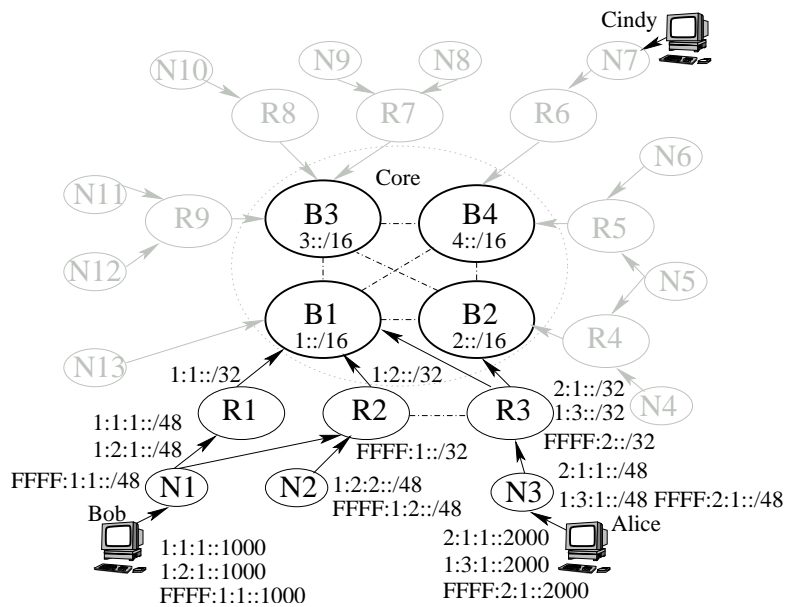 Cindy
N10
N9
N8
N7
R8
R7
R6
N6
N11
Core
R9
B3
3::/16
B4
4::/16
R5
N12
N5
B1
1::/16
B2
2::/16
R4
N13
1:1::/32
1:2::/32
2:1::/32
1:3::/32
FFFF:2::/32
N4
R1
R2
R3
1:1:1::/48
1:2:1::/48
FFFF:1:1::/48
FFFF:1::/32
N1
N2
1:2:2::/48
FFFF:1:2::/48
N3
2:1:1::/48
1:3:1::/48 FFFF:2:1::/48
Bob
Alice
1:1:1::1000
1:2:1::1000
FFFF:1:1::1000
2:1:1::2000
1:3:1::2000
FFFF:2:1::2000